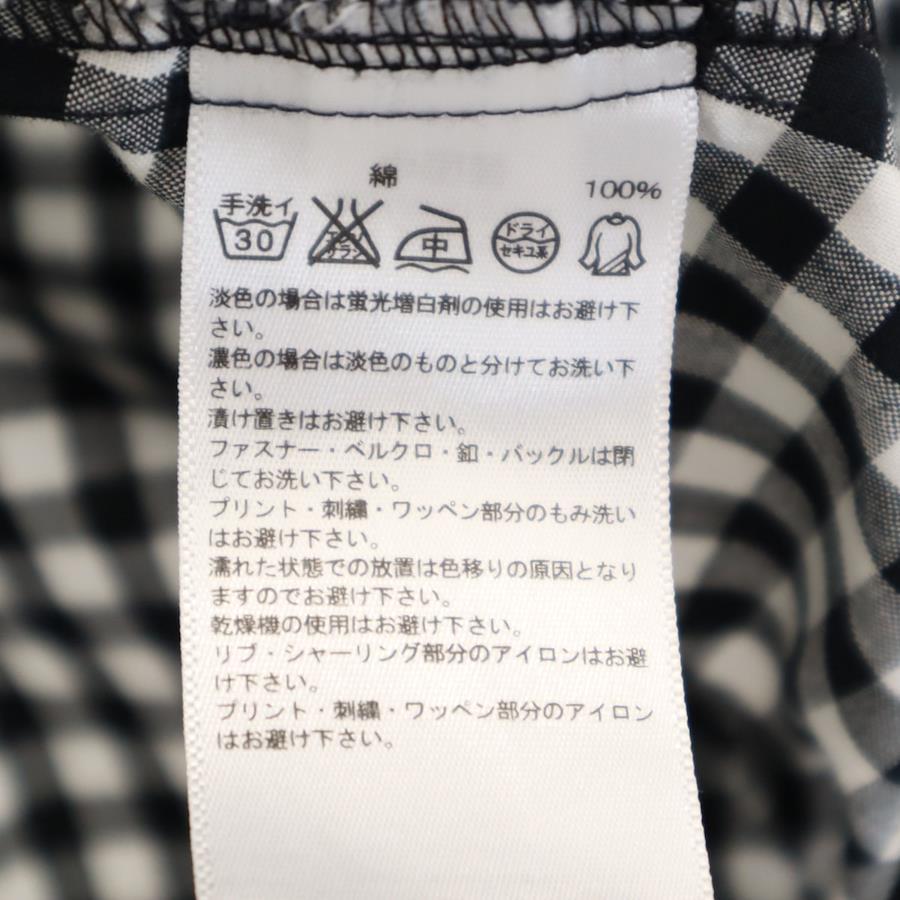 綿 100%
手洗イ
30
エンソ
サラシ
中
ドライ
セキユ系
淡色の場合は蛍光増白剤の使用はお避け下
さい。
濃色の場合は淡色のものと分けてお洗い下
さい。
漬け置きはお避け下さい。
ファスナー・ベルクロ・釦・バックルは閉
じてお洗い下さい。
プリント・刺繍・ワッペン部分のもみ洗い
はお避け下さい。
濡れた状態での放置は色移りの原因となり
ますのでお避け下さい。
乾燥機の使用はお避け下さい。
リブ・シャーリング部分のアイロンはお避
け下さい。
プリント・刺繍・ワッペン部分のアイロン
はお避け下さい。